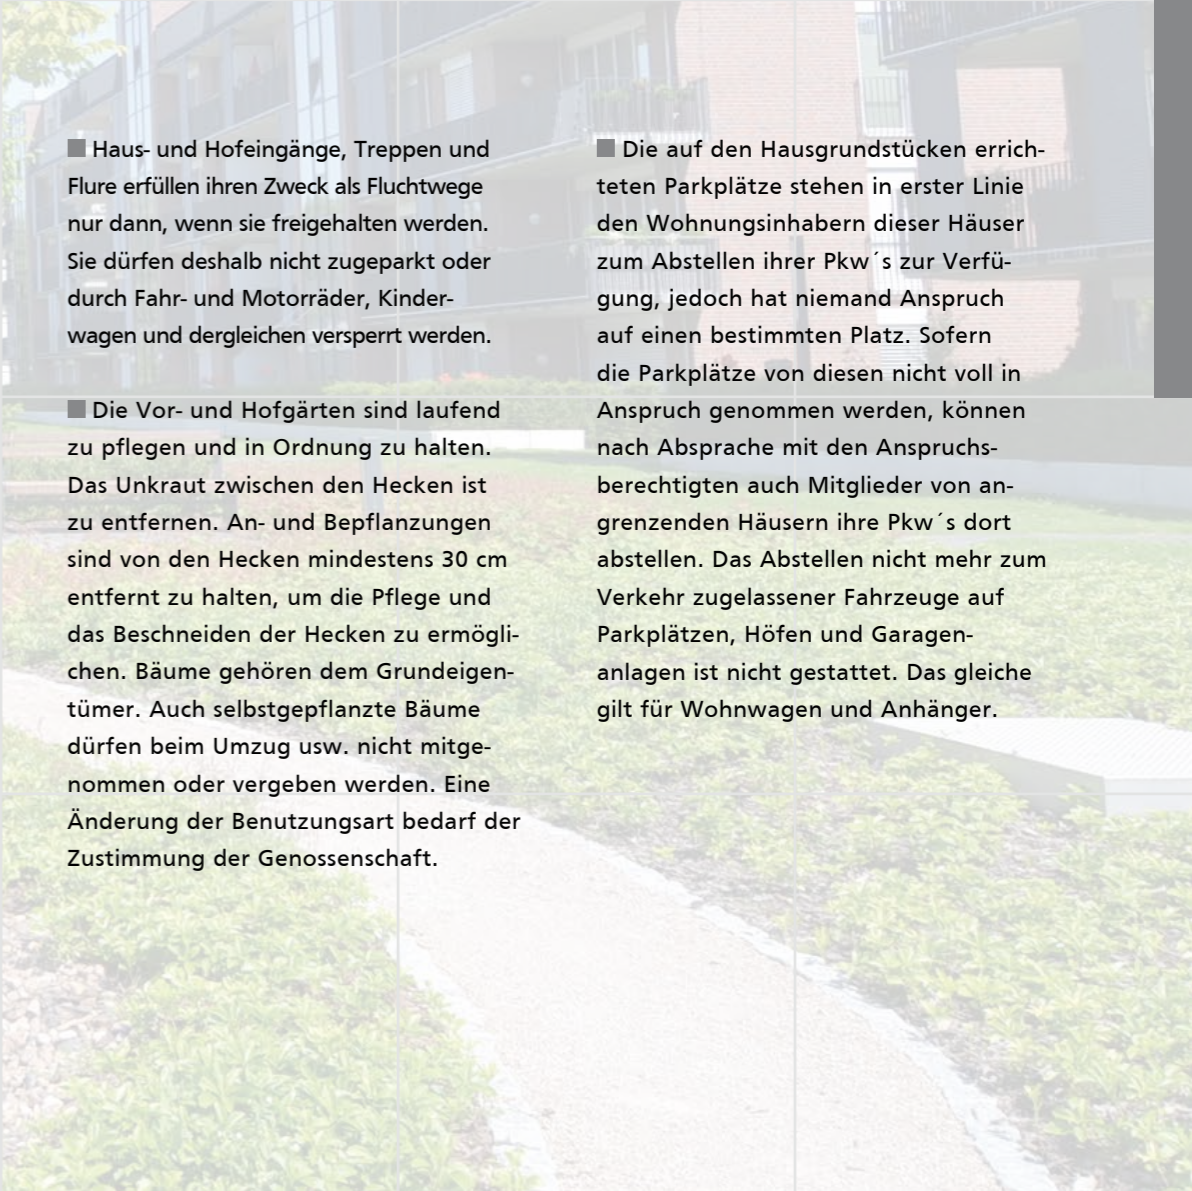 Haus- und Hofeingänge, Treppen und
Flure erfüllen ihren Zweck als Fluchtwege
nur dann, wenn sie freigehalten werden.
Sie dürfen deshalb nicht zugeparkt oder
durch Fahr- und Motorräder, Kinder-
wagen und dergleichen versperrt werden.
Die Vor- und Hofgärten sind laufend
zu pflegen und in Ordnung zu halten.
Das Unkraut zwischen den Hecken ist
zu entfernen. An- und Bepflanzungen
sind von den Hecken mindestens 30 cm
entfernt zu halten, um die Pflege und
das Beschneiden der Hecken zu ermögli-
chen. Bäume gehören dem Grundeigen-
tümer. Auch selbstgepflanzte Bäume
dürfen beim Umzug usw. nicht mitge-
nommen oder vergeben werden. Eine
Änderung der Benutzungsart bedarf der
Zustimmung der Genossenschaft.
Die auf den Hausgrundstücken errich-
teten Parkplätze stehen in erster Linie
den Wohnungsinhabern dieser Häuser
zum Abstellen ihrer Pkw´s zur Verfü-
gung, jedoch hat niemand Anspruch
auf einen bestimmten Platz. Sofern
die Parkplätze von diesen nicht voll in
Anspruch genommen werden, können
nach Absprache mit den Anspruchs-
berechtigten auch Mitglieder von an-
grenzenden Häusern ihre Pkw´s dort
abstellen. Das Abstellen nicht mehr zum
Verkehr zugelassener Fahrzeuge auf
Parkplätzen, Höfen und Garagen-
anlagen ist nicht gestattet. Das gleiche
gilt für Wohnwagen und Anhänger.